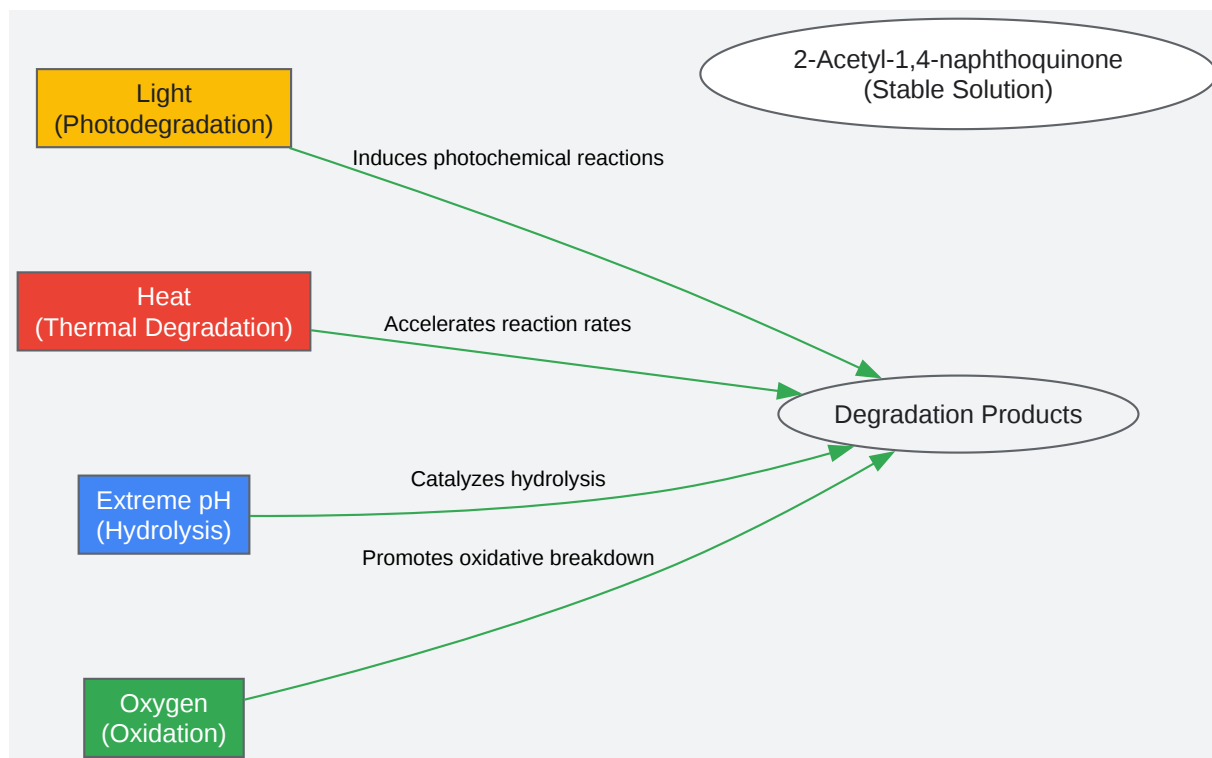 2-Acetyl-1,4-naphthoquinone
(Stable Solution)
Light
(Photodegradation)
Induces photochemical reactions
Heat
(Thermal Degradation)
Accelerates reaction rates
Degradation Products
Extreme pH
(Hydrolysis)
Catalyzes hydrolysis
Promotes oxidative breakdown
Oxygen
(Oxidation)